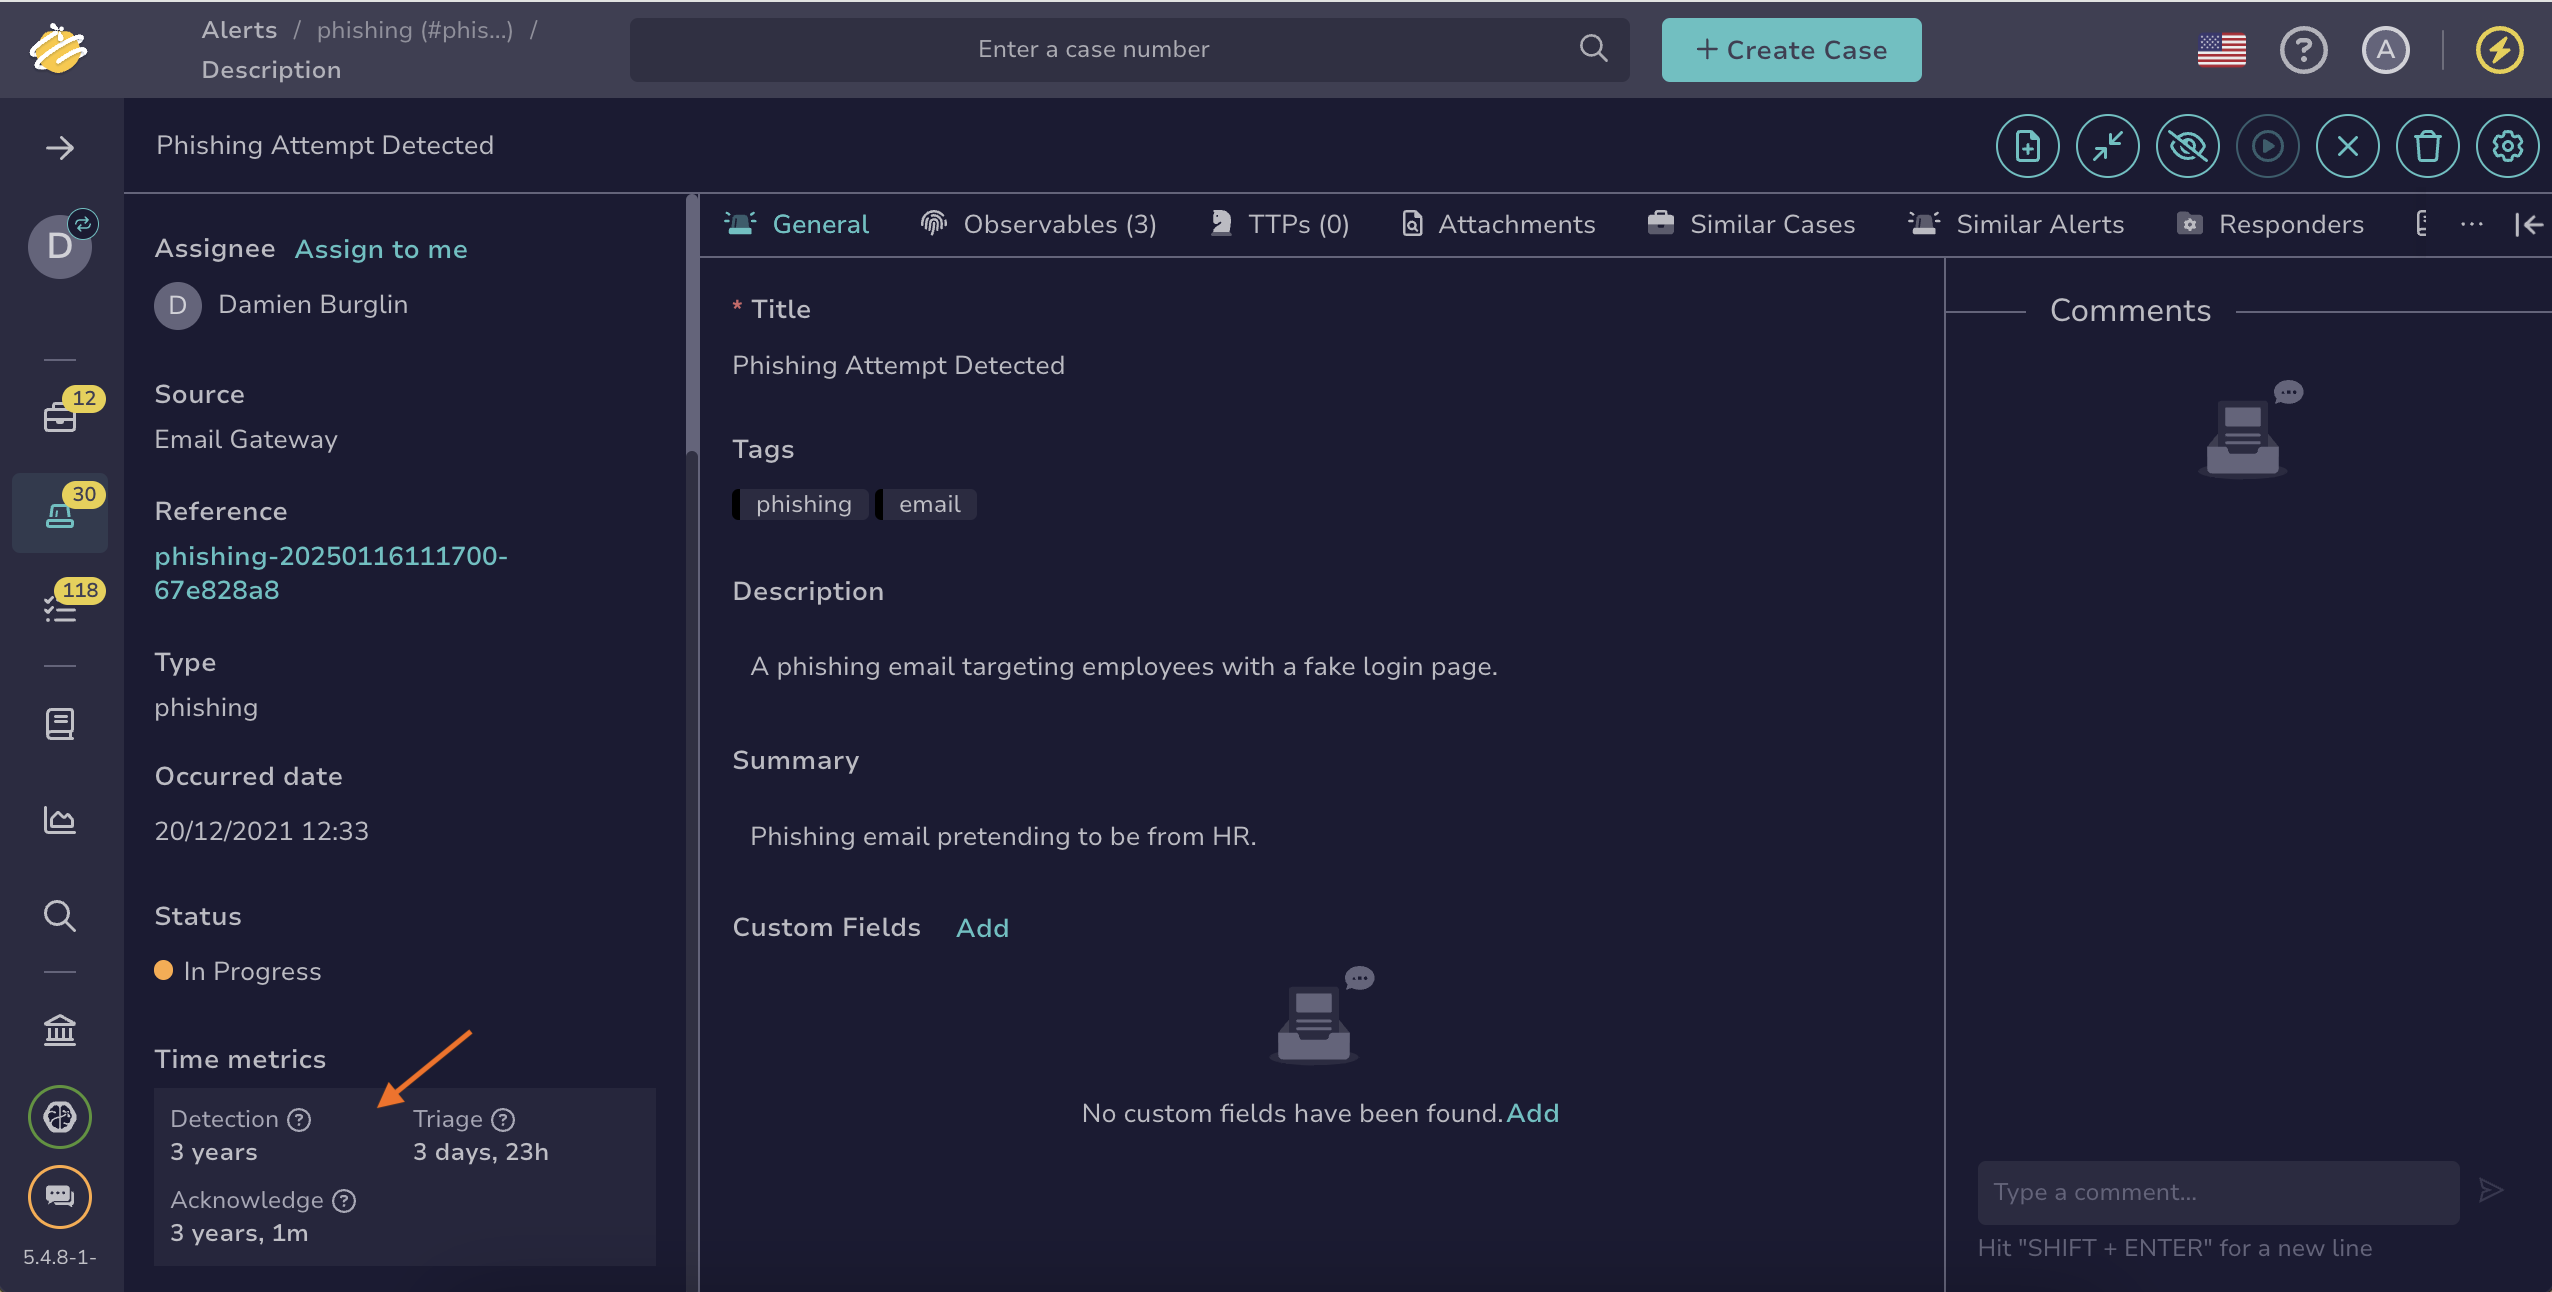 Alerts / phishing (#phis...) /
Description
Enter a case number
+ Create Case
A
Phishing Attempt Detected
D
12
30
118
5.4.8-1-
Assignee Assign to me
D Damien Burglin
Source
Email Gateway
Reference
phishing-20250116111700-
67e828a8
Type
phishing
Occurred date
20/12/2021 12:33
Status
In Progress
Time metrics
Detection ?
3 years
Triage ?
3 days, 23h
Acknowledge ?
3 years, 1m
General Observables (3) TTPs (0) Attachments Similar Cases Similar Alerts Responders ...
* Title
Phishing Attempt Detected
Tags
phishing email
Description
A phishing email targeting employees with a fake login page.
Summary
Phishing email pretending to be from HR.
Custom Fields Add
No custom fields have been found. Add
Comments
Type a comment...
Hit "SHIFT + ENTER" for a new line